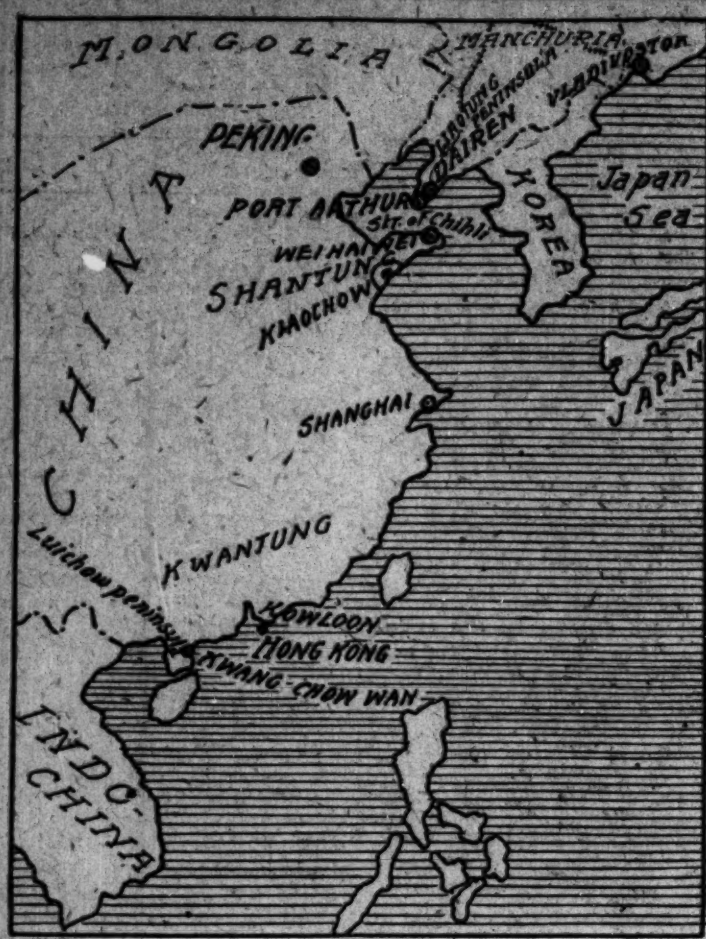 MONGOLIA
MANCHURIA
VLADIVOSTOK
LIAOTUNG
PENINSULA
DAIREN
PEKING
CHINA
PORT ARTHUR
Str. of Chihli
KOREA
Japan
Sea
WEI HAI WEI
SHANTUNG
KIAOCHOW
JAPAN
SHANGHAI
KWANTUNG
Luichow peninsula
KOWLOON
HONG KONG
KWANG-CHOW WAN
INDO-
CHINA